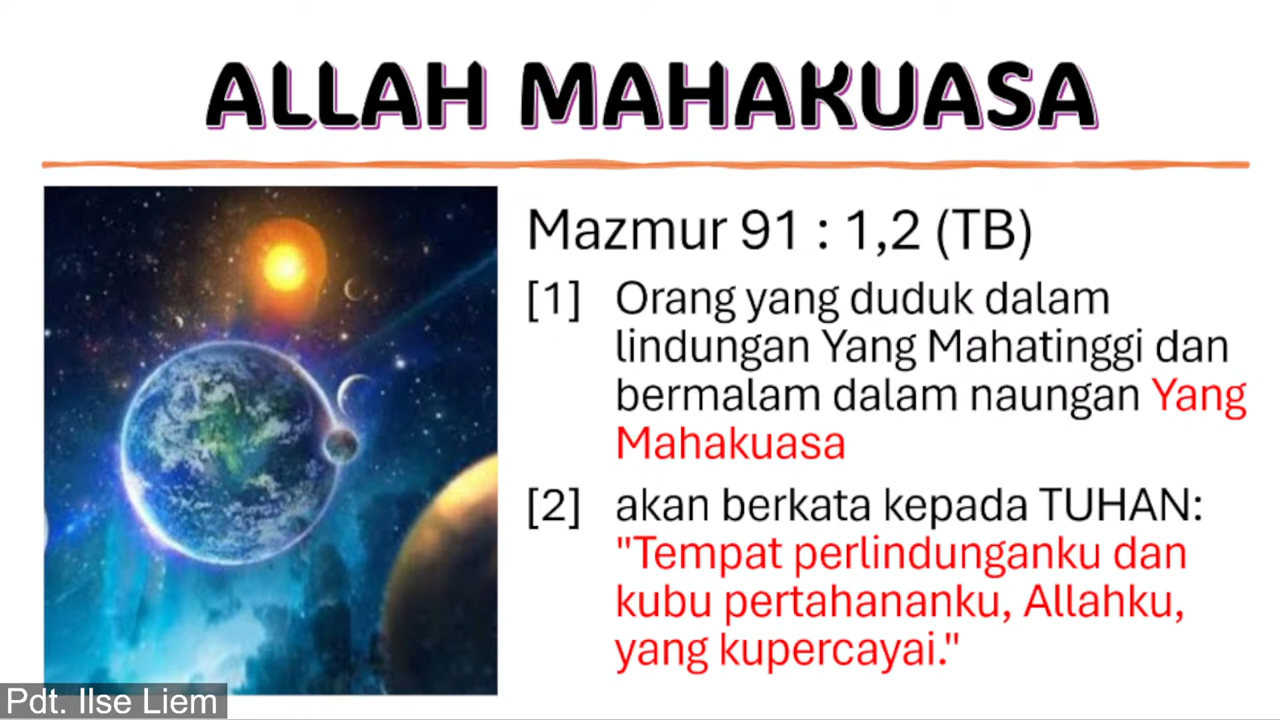 ALLAH MAHAKUASA
Mazmur 91 : 1,2 (TB)
[1] Orang yang duduk dalam
lindungan Yang Mahatinggi dan
bermalam dalam naungan Yang
Mahakuasa
[2] akan berkata kepada TUHAN:
"Tempat perlindunganku dan
kubu pertahananku, Allahku,
yang kupercayai."
Pdt. Ilse Liem